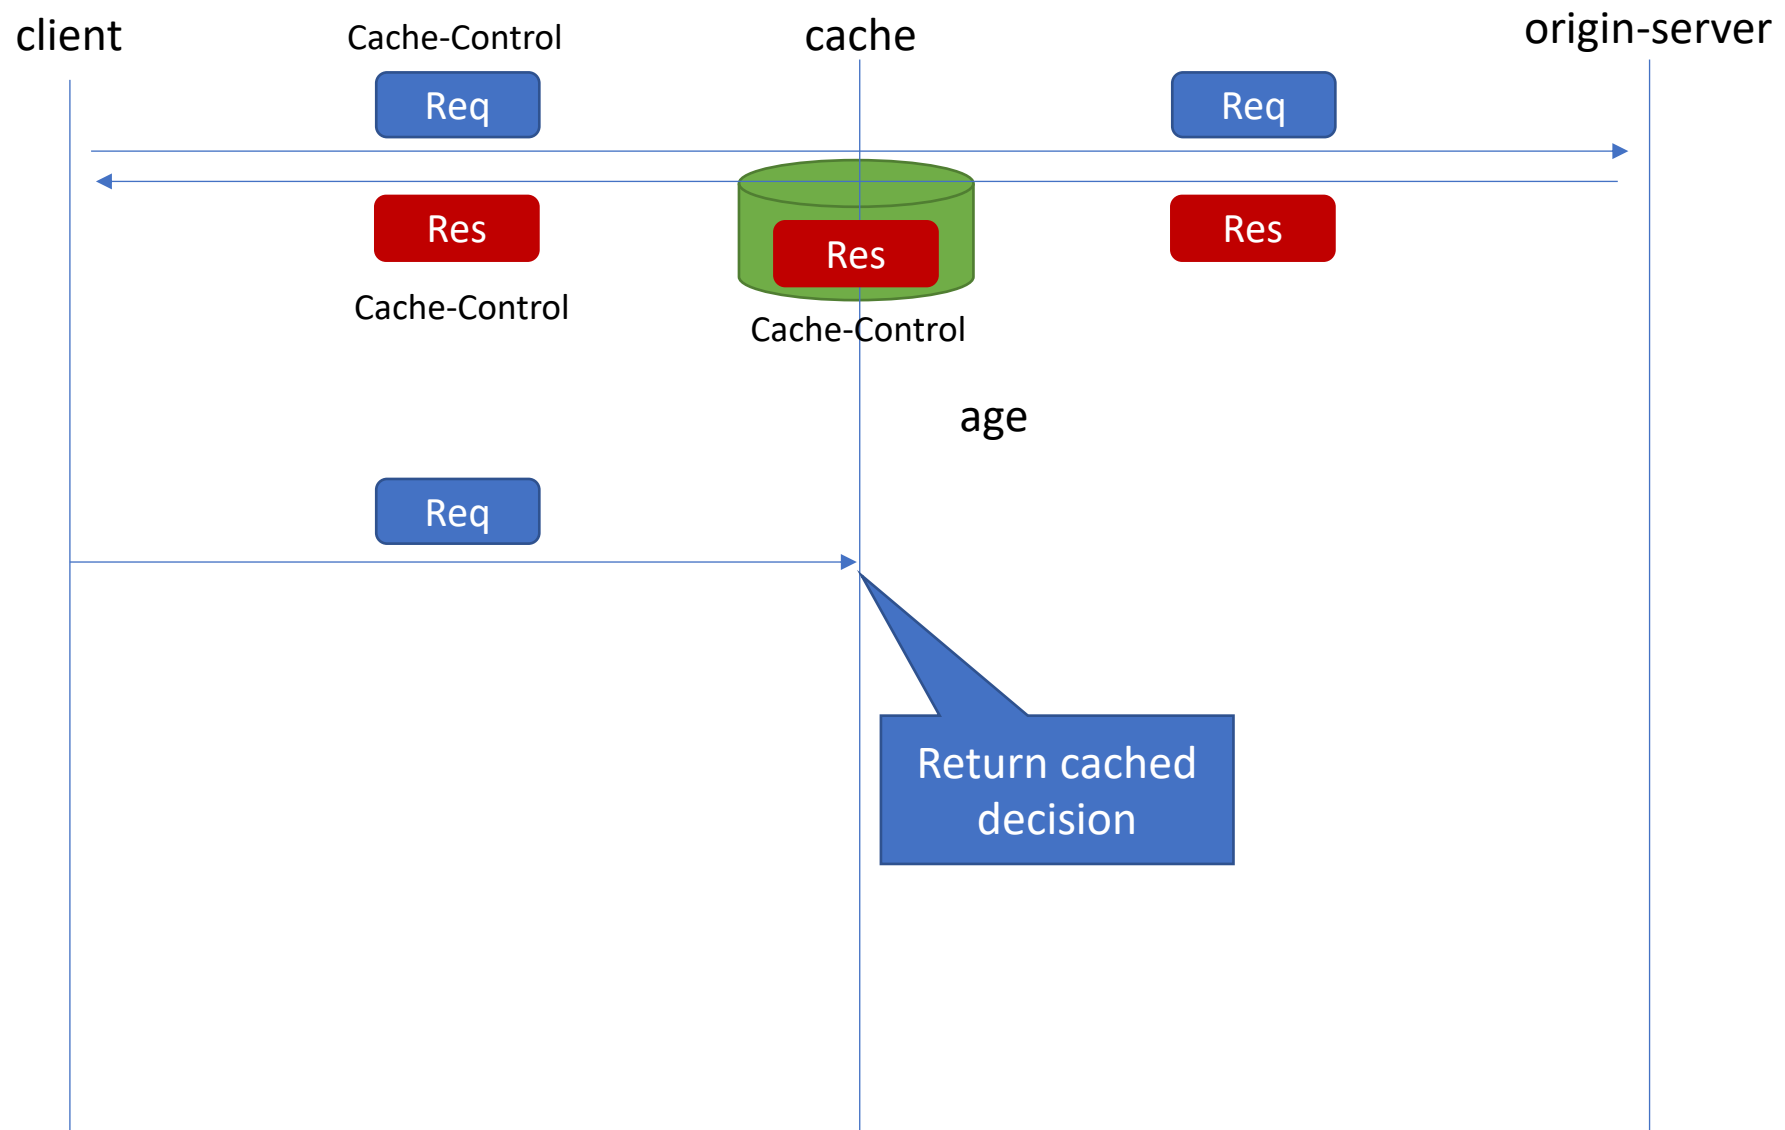 client
Cache-Control
cache
origin-server
Req
Req
Res
Res
Res
Cache-Control
Cache-Control
age
Req
Return cached
decision